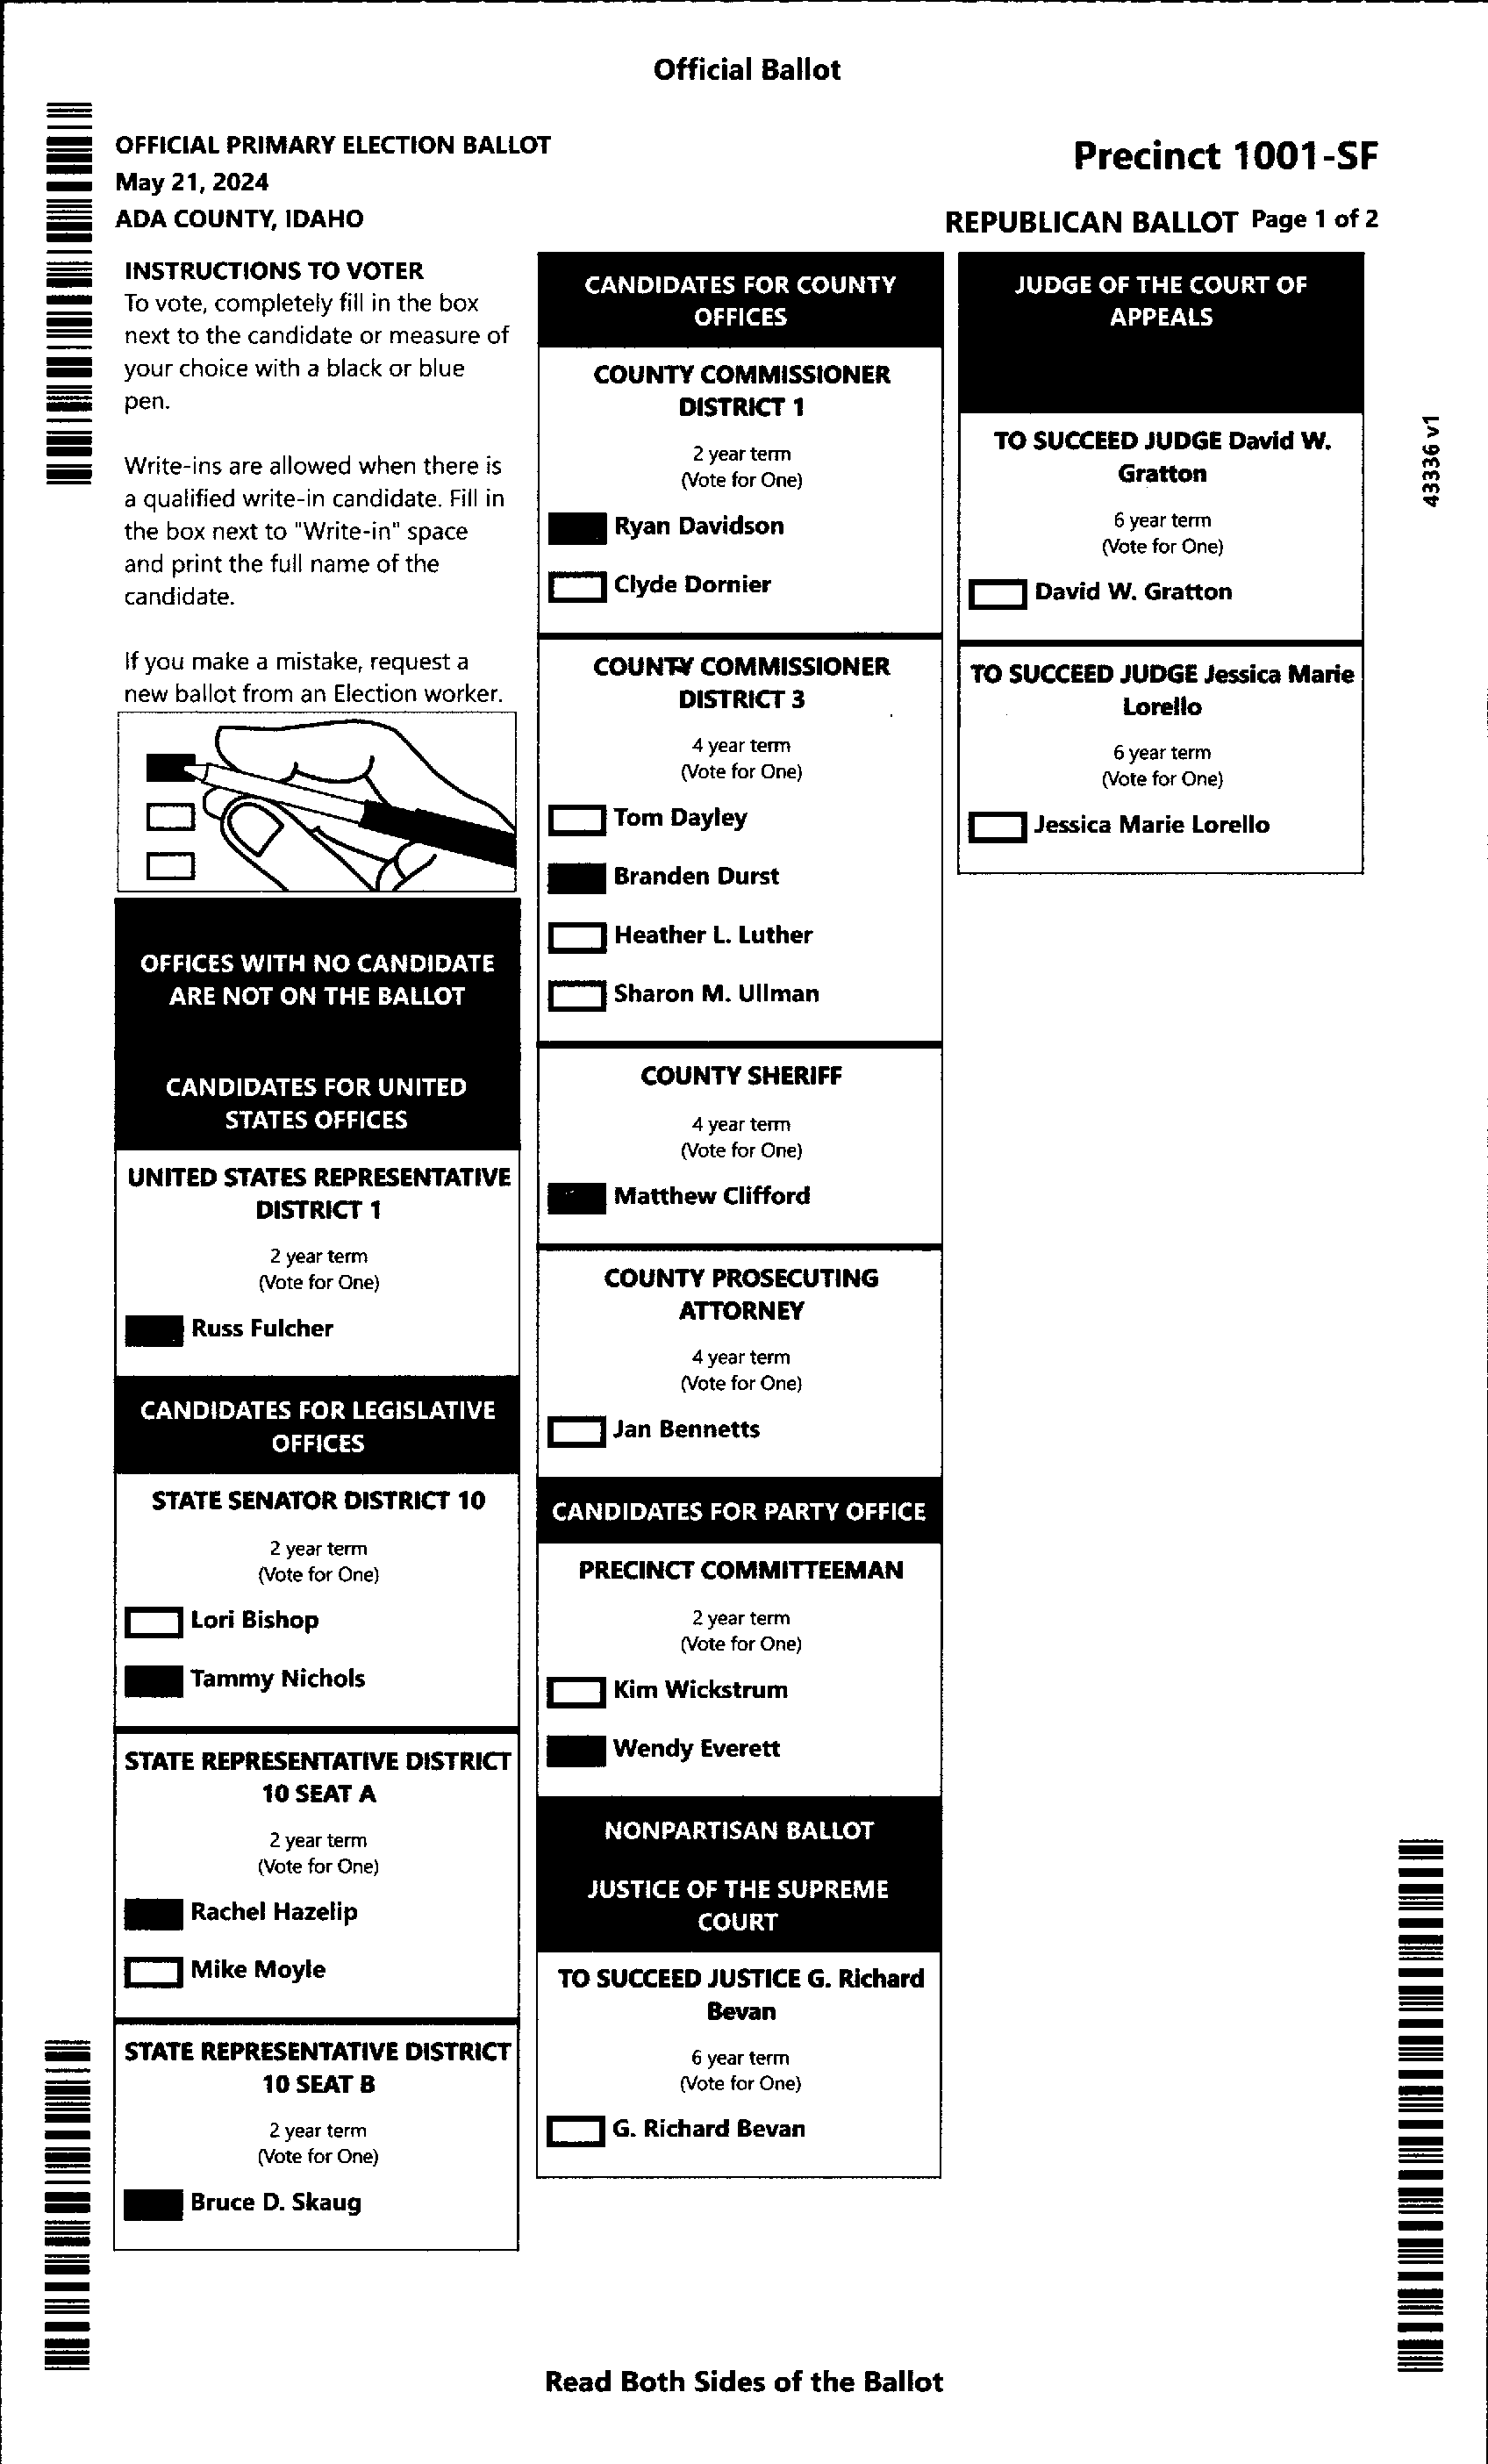 Official Ballot
OFFICIAL PRIMARY ELECTION BALLOT
May 21, 2024
ADA COUNTY, IDAHO
Precinct 1001-SF
REPUBLICAN BALLOT Page 1 of 2
INSTRUCTIONS TO VOTER
To vote, completely fill in the box
next to the candidate or measure of
your choice with a black or blue
pen.
Write-ins are allowed when there is
a qualified write-in candidate. Fill in
the box next to "Write-in" space
and print the full name of the
candidate.
If you make a mistake, request a
new ballot from an Election worker.
OFFICES WITH NO CANDIDATE
ARE NOT ON THE BALLOT
CANDIDATES FOR UNITED
STATES OFFICES
UNITED STATES REPRESENTATIVE
DISTRICT 1
2 year term
(Vote for One)
Russ Fulcher
CANDIDATES FOR LEGISLATIVE
OFFICES
STATE SENATOR DISTRICT 10
2 year term
(Vote for One)
Lori Bishop
Tammy Nichols
STATE REPRESENTATIVE DISTRICT
10 SEAT A
2 year term
(Vote for One)
Rachel Hazelip
Mike Moyle
STATE REPRESENTATIVE DISTRICT
10 SEAT B
2 year term
(Vote for One)
Bruce D. Skaug
CANDIDATES FOR COUNTY
OFFICES
COUNTY COMMISSIONER
DISTRICT 1
2 year term
(Vote for One)
Ryan Davidson
Clyde Dornier
COUNTY COMMISSIONER
DISTRICT 3
4 year term
(Vote for One)
Tom Dayley
Branden Durst
Heather L. Luther
Sharon M. Ullman
COUNTY SHERIFF
4 year term
(Vote for One)
Matthew Clifford
COUNTY PROSECUTING
ATTORNEY
4 year term
(Vote for One)
Jan Bennetts
CANDIDATES FOR PARTY OFFICE
PRECINCT COMMITTEEMAN
2 year term
(Vote for One)
Kim Wickstrum
Wendy Everett
NONPARTISAN BALLOT
JUSTICE OF THE SUPREME
COURT
TO SUCCEED JUSTICE G. Richard
Bevan
6 year term
(Vote for One)
G. Richard Bevan
JUDGE OF THE COURT OF
APPEALS
TO SUCCEED JUDGE David W.
Gratton
6 year term
(Vote for One)
David W. Gratton
TO SUCCEED JUDGE Jessica Marie
Lorello
6 year term
(Vote for One)
Jessica Marie Lorello
43336 v1
Read Both Sides of the Ballot